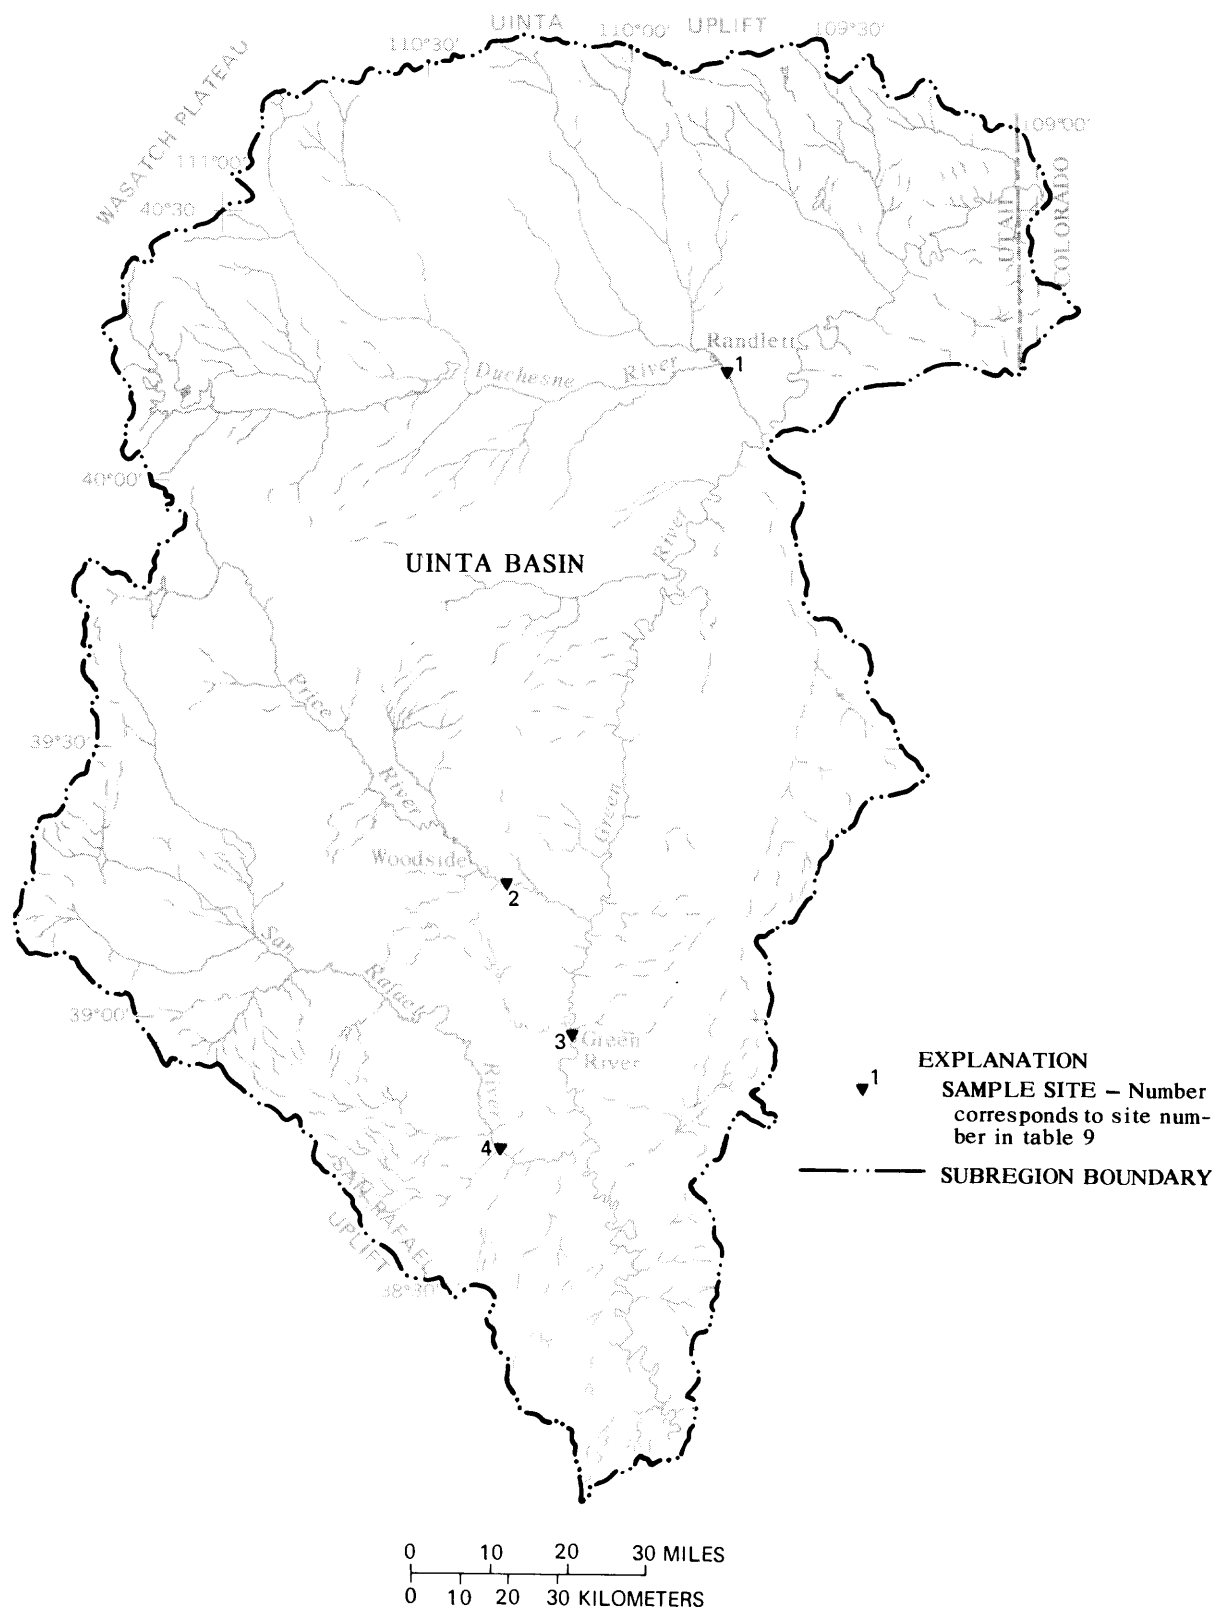 UINTA
UPLIFT
110°30'
110°00'
109°30'
WASATCH PLATEAU
109°00'
111°00'
40°30
UTAH
COLORADO
Randlett
1
Duchesne River
40°00'
River
UINTA BASIN
Price
39°30'
River
Green
Woodside
2
San
Rafael
39°00'
3
Green
River
River
4
SAN RAFAEL
UPLIFT
38°30'
EXPLANATION
1
SAMPLE SITE – Number
corresponds to site num-
ber in table 9
SUBREGION BOUNDARY
0 10 20 30 MILES
0 10 20 30 KILOMETERS